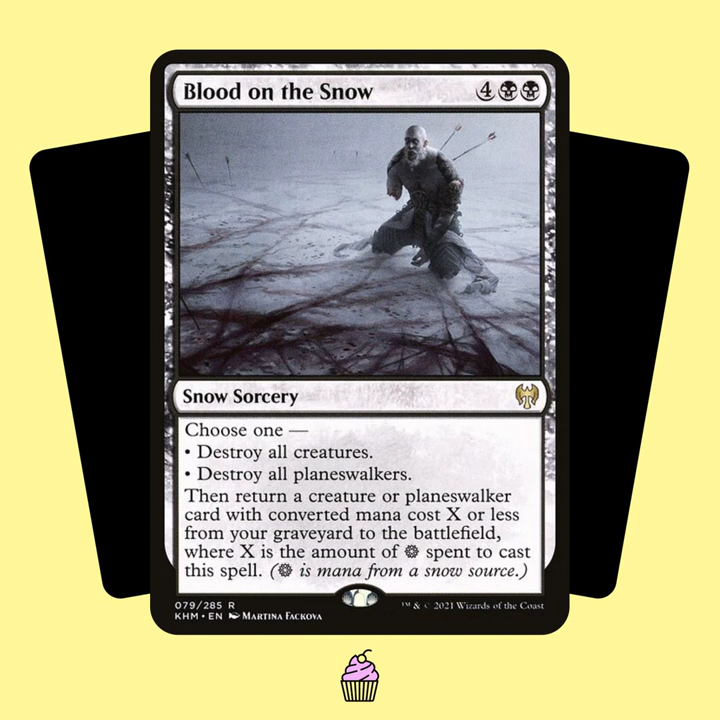 Blood on the Snow 4
Snow Sorcery
Choose one —
• Destroy all creatures.
• Destroy all planeswalkers.
Then return a creature or planeswalker
card with converted mana cost X or less
from your graveyard to the battlefield,
where X is the amount of spent to cast
this spell. ( is mana from a snow source.)
079/285 R
KHM • EN Martina Fackova
™ & © 2021 Wizards of the Coast